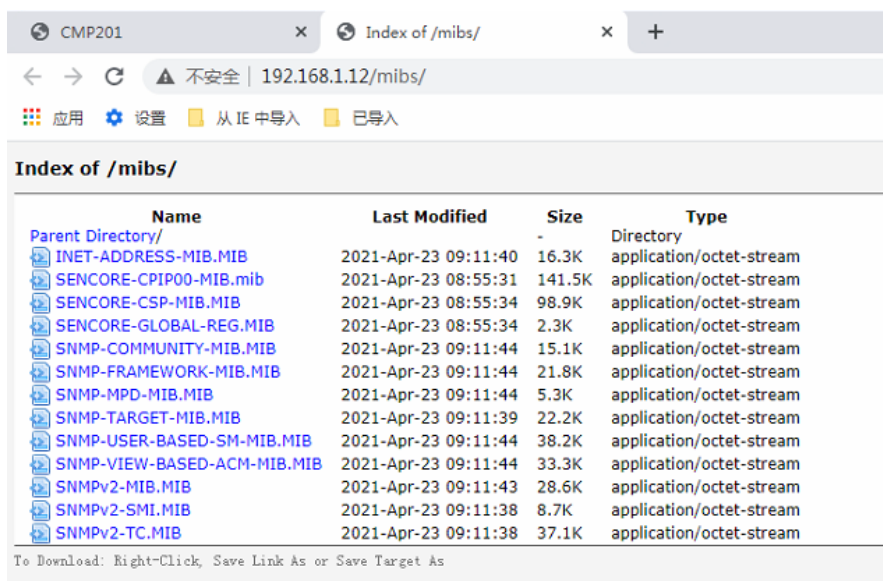 CMP201 Index of /mibs/
不安全 192.168.1.12/mibs/
应用 设置 从 IE 中导入 已导入
Index of /mibs/
Name Last Modified Size Type
Parent Directory/ - Directory
INET-ADDRESS-MIB.MIB 2021-Apr-23 09:11:40 16.3K application/octet-stream
SENCORE-CPIP00-MIB.mib 2021-Apr-23 08:55:31 141.5K application/octet-stream
SENCORE-CSP-MIB.MIB 2021-Apr-23 08:55:34 98.9K application/octet-stream
SENCORE-GLOBAL-REG.MIB 2021-Apr-23 08:55:34 2.3K application/octet-stream
SNMP-COMMUNITY-MIB.MIB 2021-Apr-23 09:11:44 15.1K application/octet-stream
SNMP-FRAMEWORK-MIB.MIB 2021-Apr-23 09:11:44 21.8K application/octet-stream
SNMP-MPD-MIB.MIB 2021-Apr-23 09:11:44 5.3K application/octet-stream
SNMP-TARGET-MIB.MIB 2021-Apr-23 09:11:39 22.2K application/octet-stream
SNMP-USER-BASED-SM-MIB.MIB 2021-Apr-23 09:11:44 38.2K application/octet-stream
SNMP-VIEW-BASED-ACM-MIB.MIB 2021-Apr-23 09:11:44 33.3K application/octet-stream
SNMPv2-MIB.MIB 2021-Apr-23 09:11:43 28.6K application/octet-stream
SNMPv2-SMI.MIB 2021-Apr-23 09:11:38 8.7K application/octet-stream
SNMPv2-TC.MIB 2021-Apr-23 09:11:38 37.1K application/octet-stream
To Download: Right-Click, Save Link As or Save Target As